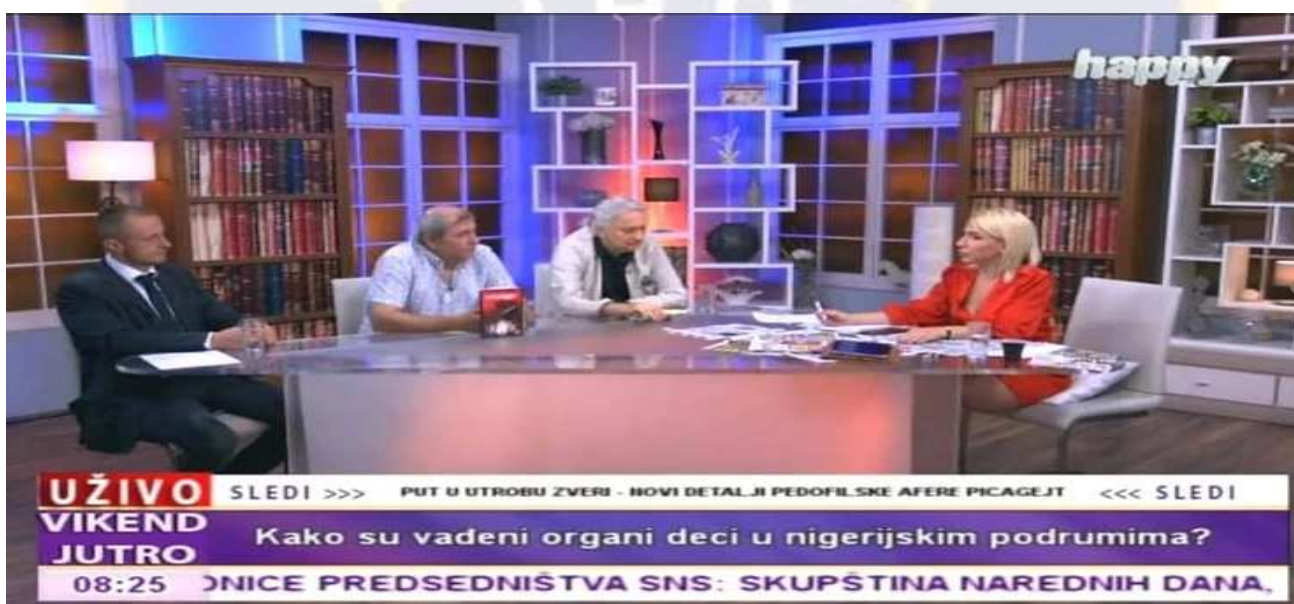 happy
UŽIVO SLEDI >>> PUT U UTROBU ZVERI - NOVI DETALJI PEDOFILSKE AFERE PICAGEJT <<< SLEDI
VIKEND JUTRO
Kako su vađeni organi deci u nigerijskim podrumima?
08:25 DNICE PREDSEDNIŠTVA SNS: SKUPŠTINA NAREDNIH DANA,